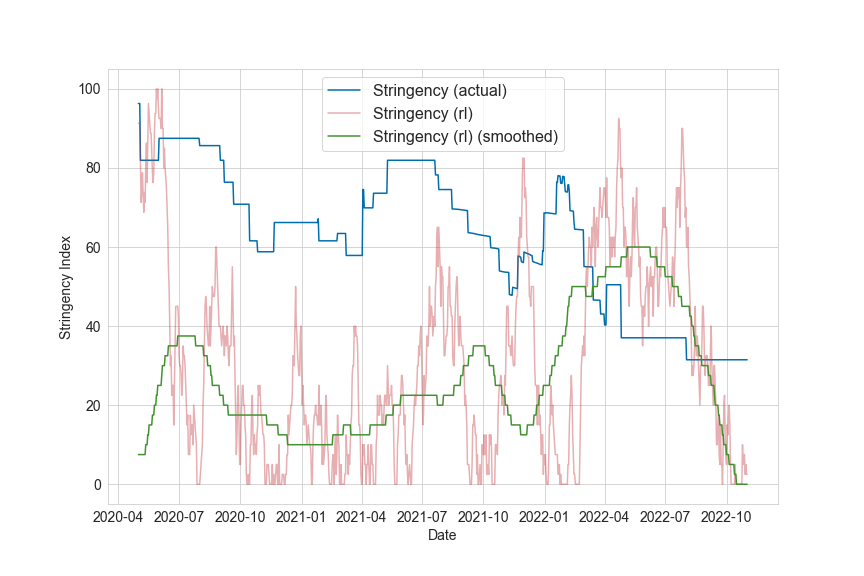 Stringency (actual)
Stringency (rl)
Stringency (rl) (smoothed)
100
80
60
40
20
0
Stringency Index
2020-04 2020-07 2020-10 2021-01 2021-04 2021-07 2021-10 2022-01 2022-04 2022-07 2022-10
Date